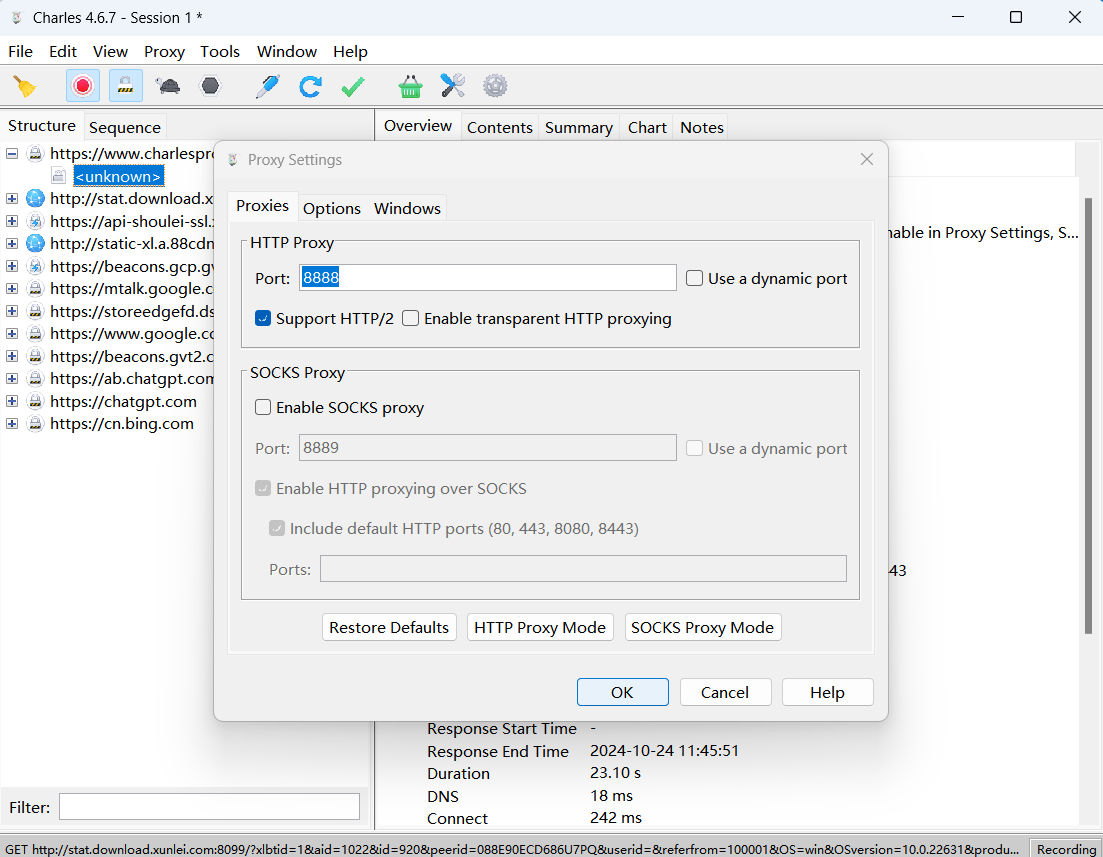 Charles 4.6.7 - Session 1 *
File Edit View Proxy Tools Window Help
Structure Sequence
Overview Contents Summary Chart Notes
https://www.charlespro
<unknown>
http://stat.download.x
https://api-shoulei-ssl.
http://static-xl.a.88cdn
https://beacons.gcp.gv
https://mtalk.google.c
https://storeedgefd.ds
https://www.google.co
https://beacons.gvt2.c
https://ab.chatgpt.com
https://chatgpt.com
https://cn.bing.com
Filter:
Proxy Settings
Proxies Options Windows
HTTP Proxy
Port: 8888 Use a dynamic port
Support HTTP/2 Enable transparent HTTP proxying
SOCKS Proxy
Enable SOCKS proxy
Port: 8889 Use a dynamic port
Enable HTTP proxying over SOCKS
Include default HTTP ports (80, 443, 8080, 8443)
Ports:
Restore Defaults HTTP Proxy Mode SOCKS Proxy Mode
OK Cancel Help
nable in Proxy Settings, S...
43
Response Start Time -
Response End Time 2024-10-24 11:45:51
Duration 23.10 s
DNS 18 ms
Connect 242 ms
GET http://stat.download.xunlei.com:8099/?xlbtid=1&aid=1022&id=920&peerid=088E90ECD686U7PQ&userid=&referfrom=100001&OS=win&OSversion=10.0.22631&produ... Recording